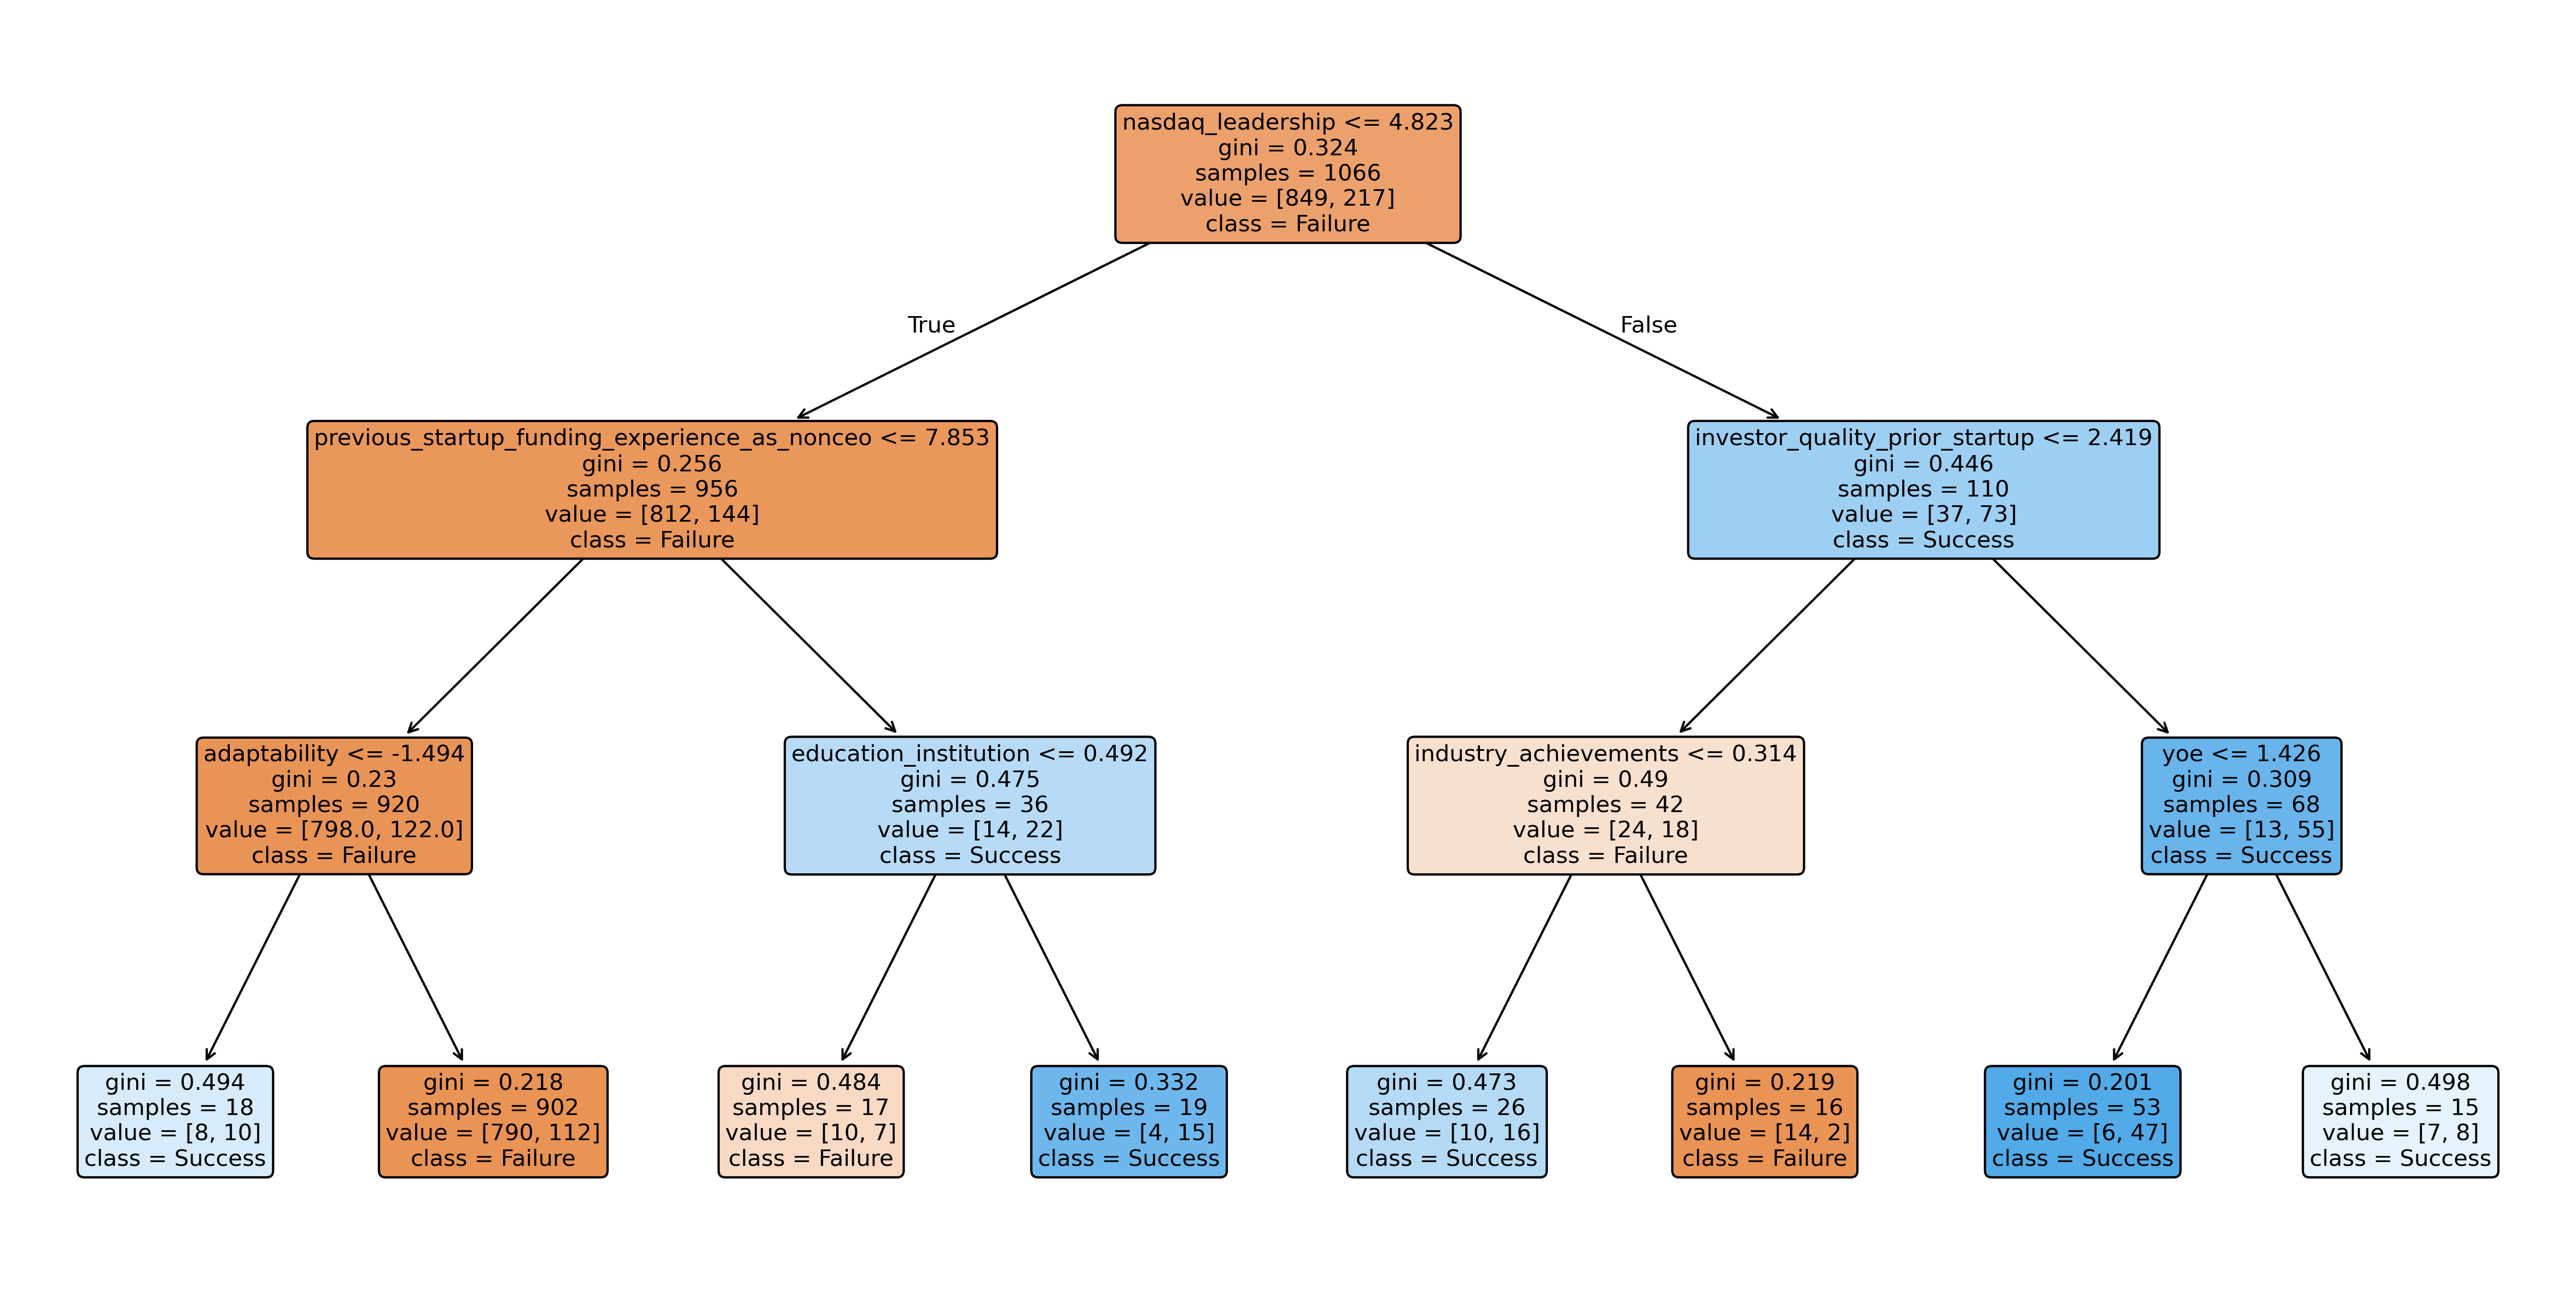 nasdaq_leadership <= 4.823
gini = 0.324
samples = 1066
value = [849, 217]
class = Failure
True
False
previous_startup_funding_experience_as_nonceo <= 7.853
gini = 0.256
samples = 956
value = [812, 144]
class = Failure
investor_quality_prior_startup <= 2.419
gini = 0.446
samples = 110
value = [37, 73]
class = Success
adaptability <= -1.494
gini = 0.23
samples = 920
value = [798.0, 122.0]
class = Failure
education_institution <= 0.492
gini = 0.475
samples = 36
value = [14, 22]
class = Success
industry_achievements <= 0.314
gini = 0.49
samples = 42
value = [24, 18]
class = Failure
yoe <= 1.426
gini = 0.309
samples = 68
value = [13, 55]
class = Success
gini = 0.494
samples = 18
value = [8, 10]
class = Success
gini = 0.218
samples = 902
value = [790, 112]
class = Failure
gini = 0.484
samples = 17
value = [10, 7]
class = Failure
gini = 0.332
samples = 19
value = [4, 15]
class = Success
gini = 0.473
samples = 26
value = [10, 16]
class = Success
gini = 0.219
samples = 16
value = [14, 2]
class = Failure
gini = 0.201
samples = 53
value = [6, 47]
class = Success
gini = 0.498
samples = 15
value = [7, 8]
class = Success